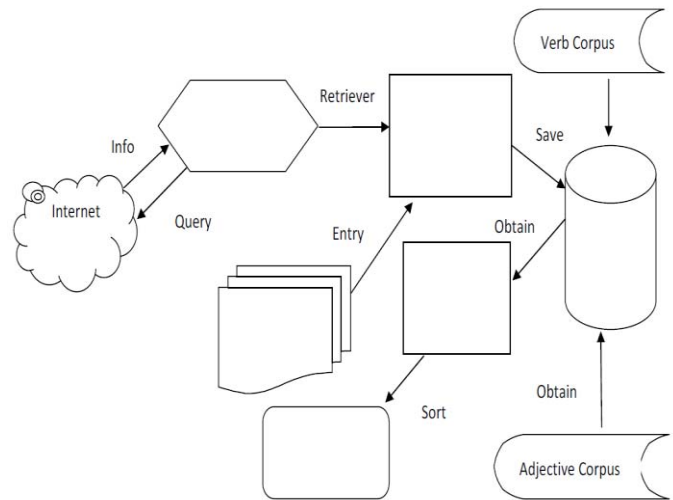 Verb Corpus
Retriever
Info
Save
Internet
Query
Entry
Obtain
Obtain
Sort
Adjective Corpus